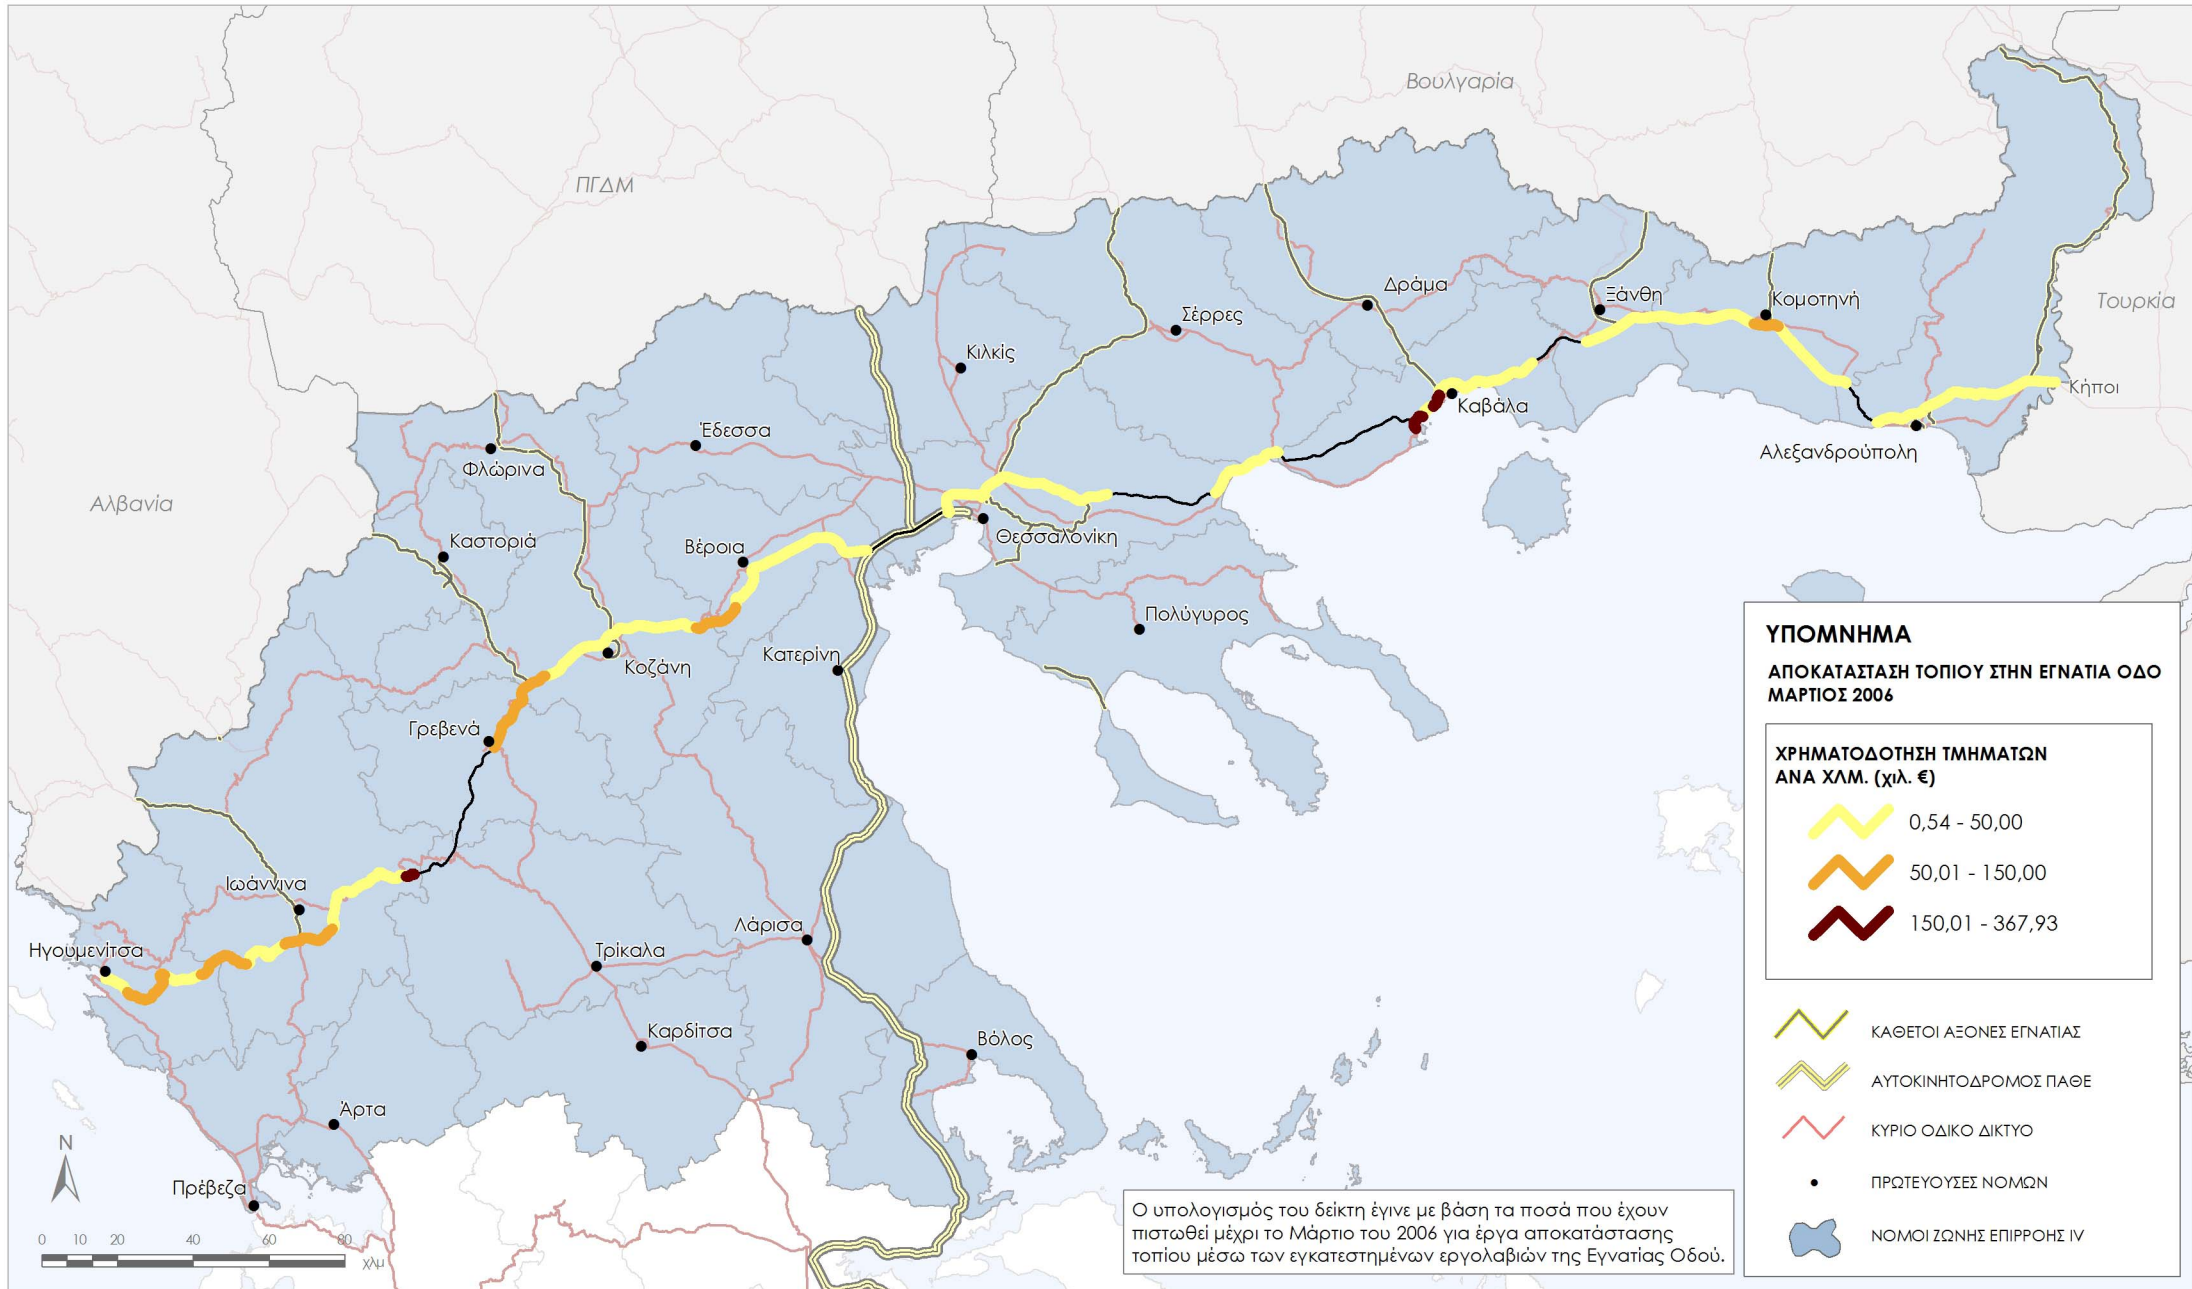 Βουλγαρία
ΠΓΔΜ
Τουρκία
Αλβανία
Δράμα
Ξάνθη
Κομοτηνή
Σέρρες
Κιλκίς
Κήποι
Καβάλα
Έδεσσα
Φλώρινα
Αλεξανδρούπολη
Καστοριά
Βέροια
Θεσσαλονίκη
Πολύγυρος
Κοζάνη
Κατερίνη
Γρεβενά
Ιωάννινα
Ηγουμενίτσα
Λάρισα
Τρίκαλα
Καρδίτσα
Βόλος
Άρτα
Πρέβεζα
N
0 10 20 40 60 80
χλμ
Ο υπολογισμός του δείκτη έγινε με βάση τα ποσά που έχουν
πιστωθεί μέχρι το Μάρτιο του 2006 για έργα αποκατάστασης
τοπίου μέσω των εγκατεστημένων εργολαβιών της Εγνατίας Οδού.
ΥΠΟΜΝΗΜΑ
ΑΠΟΚΑΤΑΣΤΑΣΗ ΤΟΠΙΟΥ ΣΤΗΝ ΕΓΝΑΤΙΑ ΟΔΟ
ΜΑΡΤΙΟΣ 2006
ΧΡΗΜΑΤΟΔΟΤΗΣΗ ΤΜΗΜΑΤΩΝ
ΑΝΑ ΧΛΜ. (χιλ. €)
0,54 - 50,00
50,01 - 150,00
150,01 - 367,93
ΚΑΘΕΤΟΙ ΑΞΟΝΕΣ ΕΓΝΑΤΙΑΣ
ΑΥΤΟΚΙΝΗΤΟΔΡΟΜΟΣ ΠΑΘΕ
ΚΥΡΙΟ ΟΔΙΚΟ ΔΙΚΤΥΟ
ΠΡΩΤΕΥΟΥΣΕΣ ΝΟΜΩΝ
ΝΟΜΟΙ ΖΩΝΗΣ ΕΠΙΡΡΟΗΣ IV